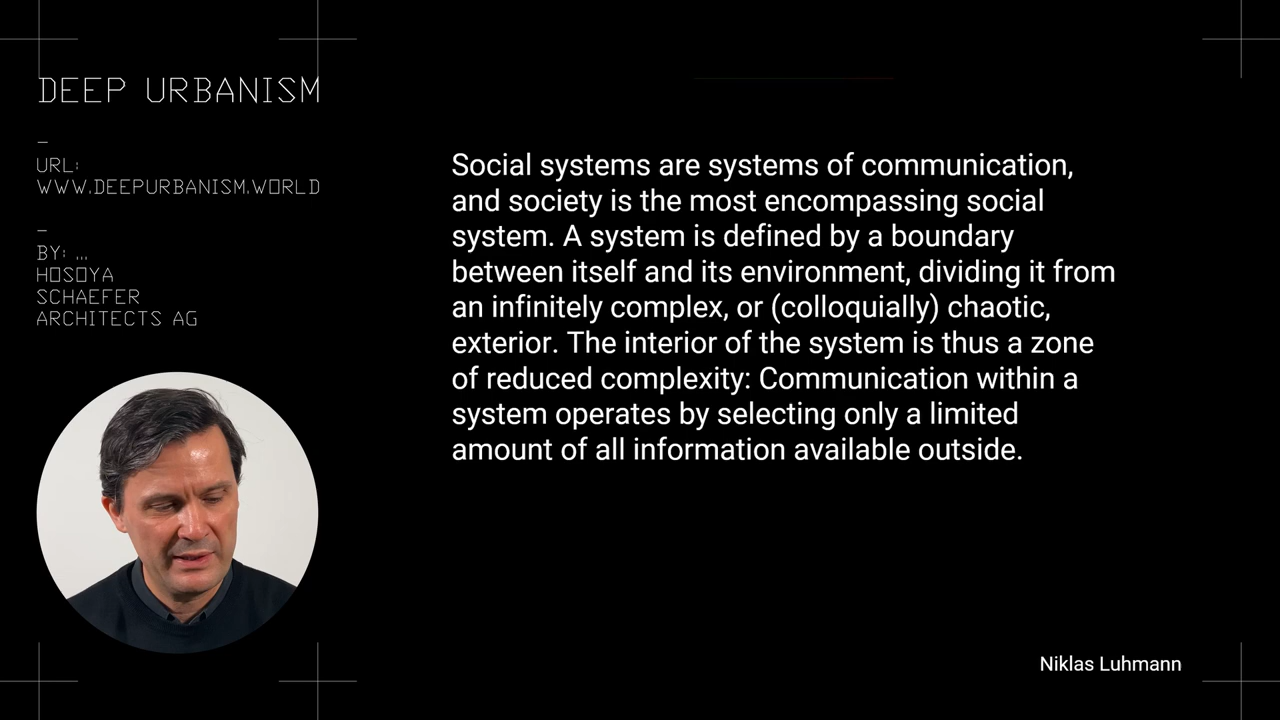 DEEP URBANISM
–
URL:
WWW.DEEPURBANISM.WORLD
–
BY: ...
HOSOYA
SCHAEFER
ARCHITECTS AG
Social systems are systems of communication,
and society is the most encompassing social
system. A system is defined by a boundary
between itself and its environment, dividing it from
an infinitely complex, or (colloquially) chaotic,
exterior. The interior of the system is thus a zone
of reduced complexity: Communication within a
system operates by selecting only a limited
amount of all information available outside.
Niklas Luhmann